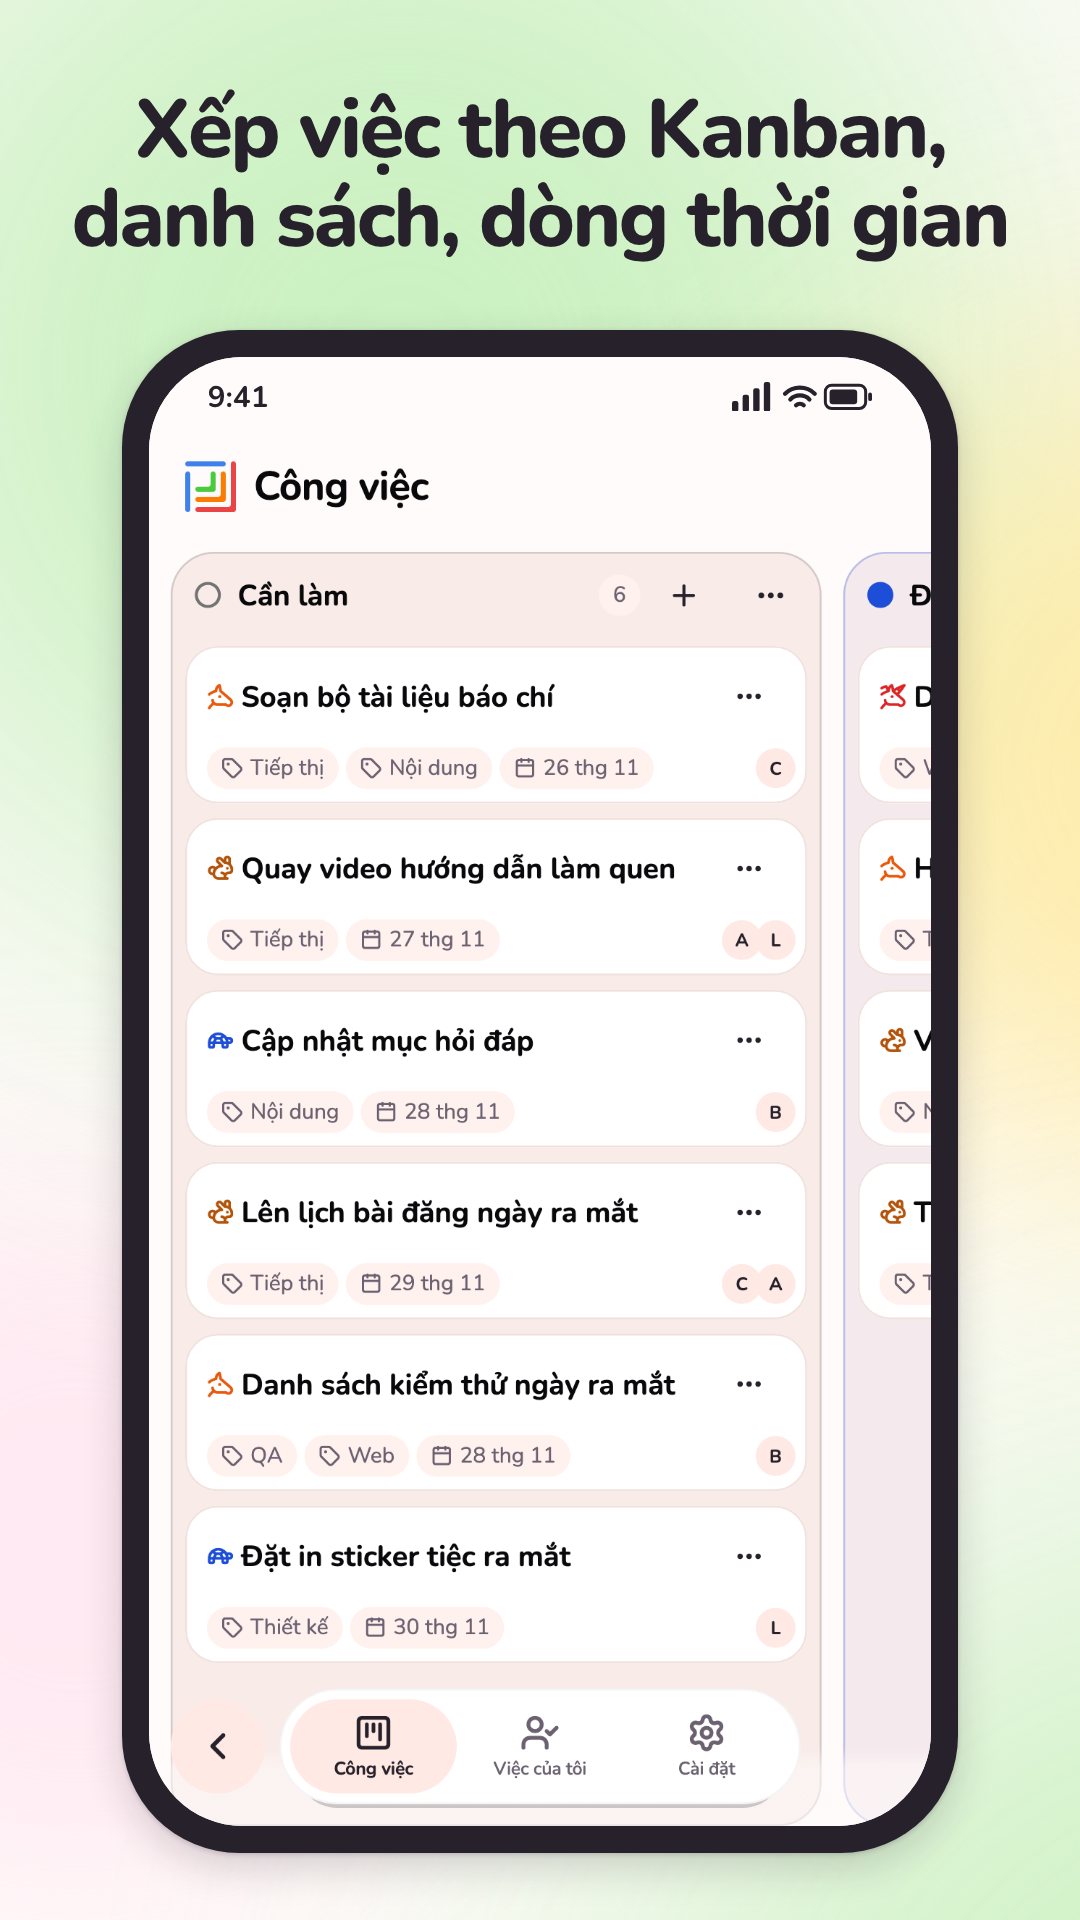 Xếp việc theo Kanban,
danh sách, dòng thời gian
9:41
Công việc
Cần làm
6
Soạn bộ tài liệu báo chí
Tiếp thị
Nội dung
26 thg 11
C
Quay video hướng dẫn làm quen
Tiếp thị
27 thg 11
A
L
Cập nhật mục hỏi đáp
Nội dung
28 thg 11
B
Lên lịch bài đăng ngày ra mắt
Tiếp thị
29 thg 11
C
A
Danh sách kiểm thử ngày ra mắt
QA
Web
28 thg 11
B
Đặt in sticker tiệc ra mắt
Thiết kế
30 thg 11
L
Công việc
Việc của tôi
Cài đặt